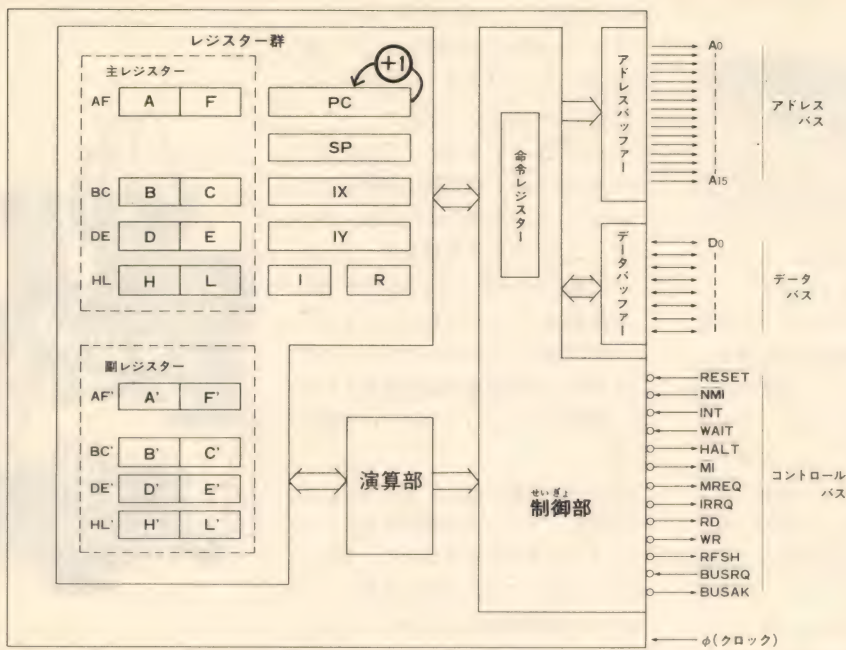 レジスター群
主レジスター
AF A F
BC B C
DE D E
HL H L
+1
PC
SP
IX
IY
I R
副レジスター
AF' A' F'
BC' B' C'
DE' D' E'
HL' H' L'
演算部
命令レジスター
せいぎょ
制御部
アドレスバッファー
データバッファー
A0
A15
アドレス
バス
D0
データ
バス
RESET
NMI
INT
WAIT
HALT
MI
MREQ
IRRQ
RD
WR
RFSH
BUSRQ
BUSAK
コントロール
バス
φ(クロック)